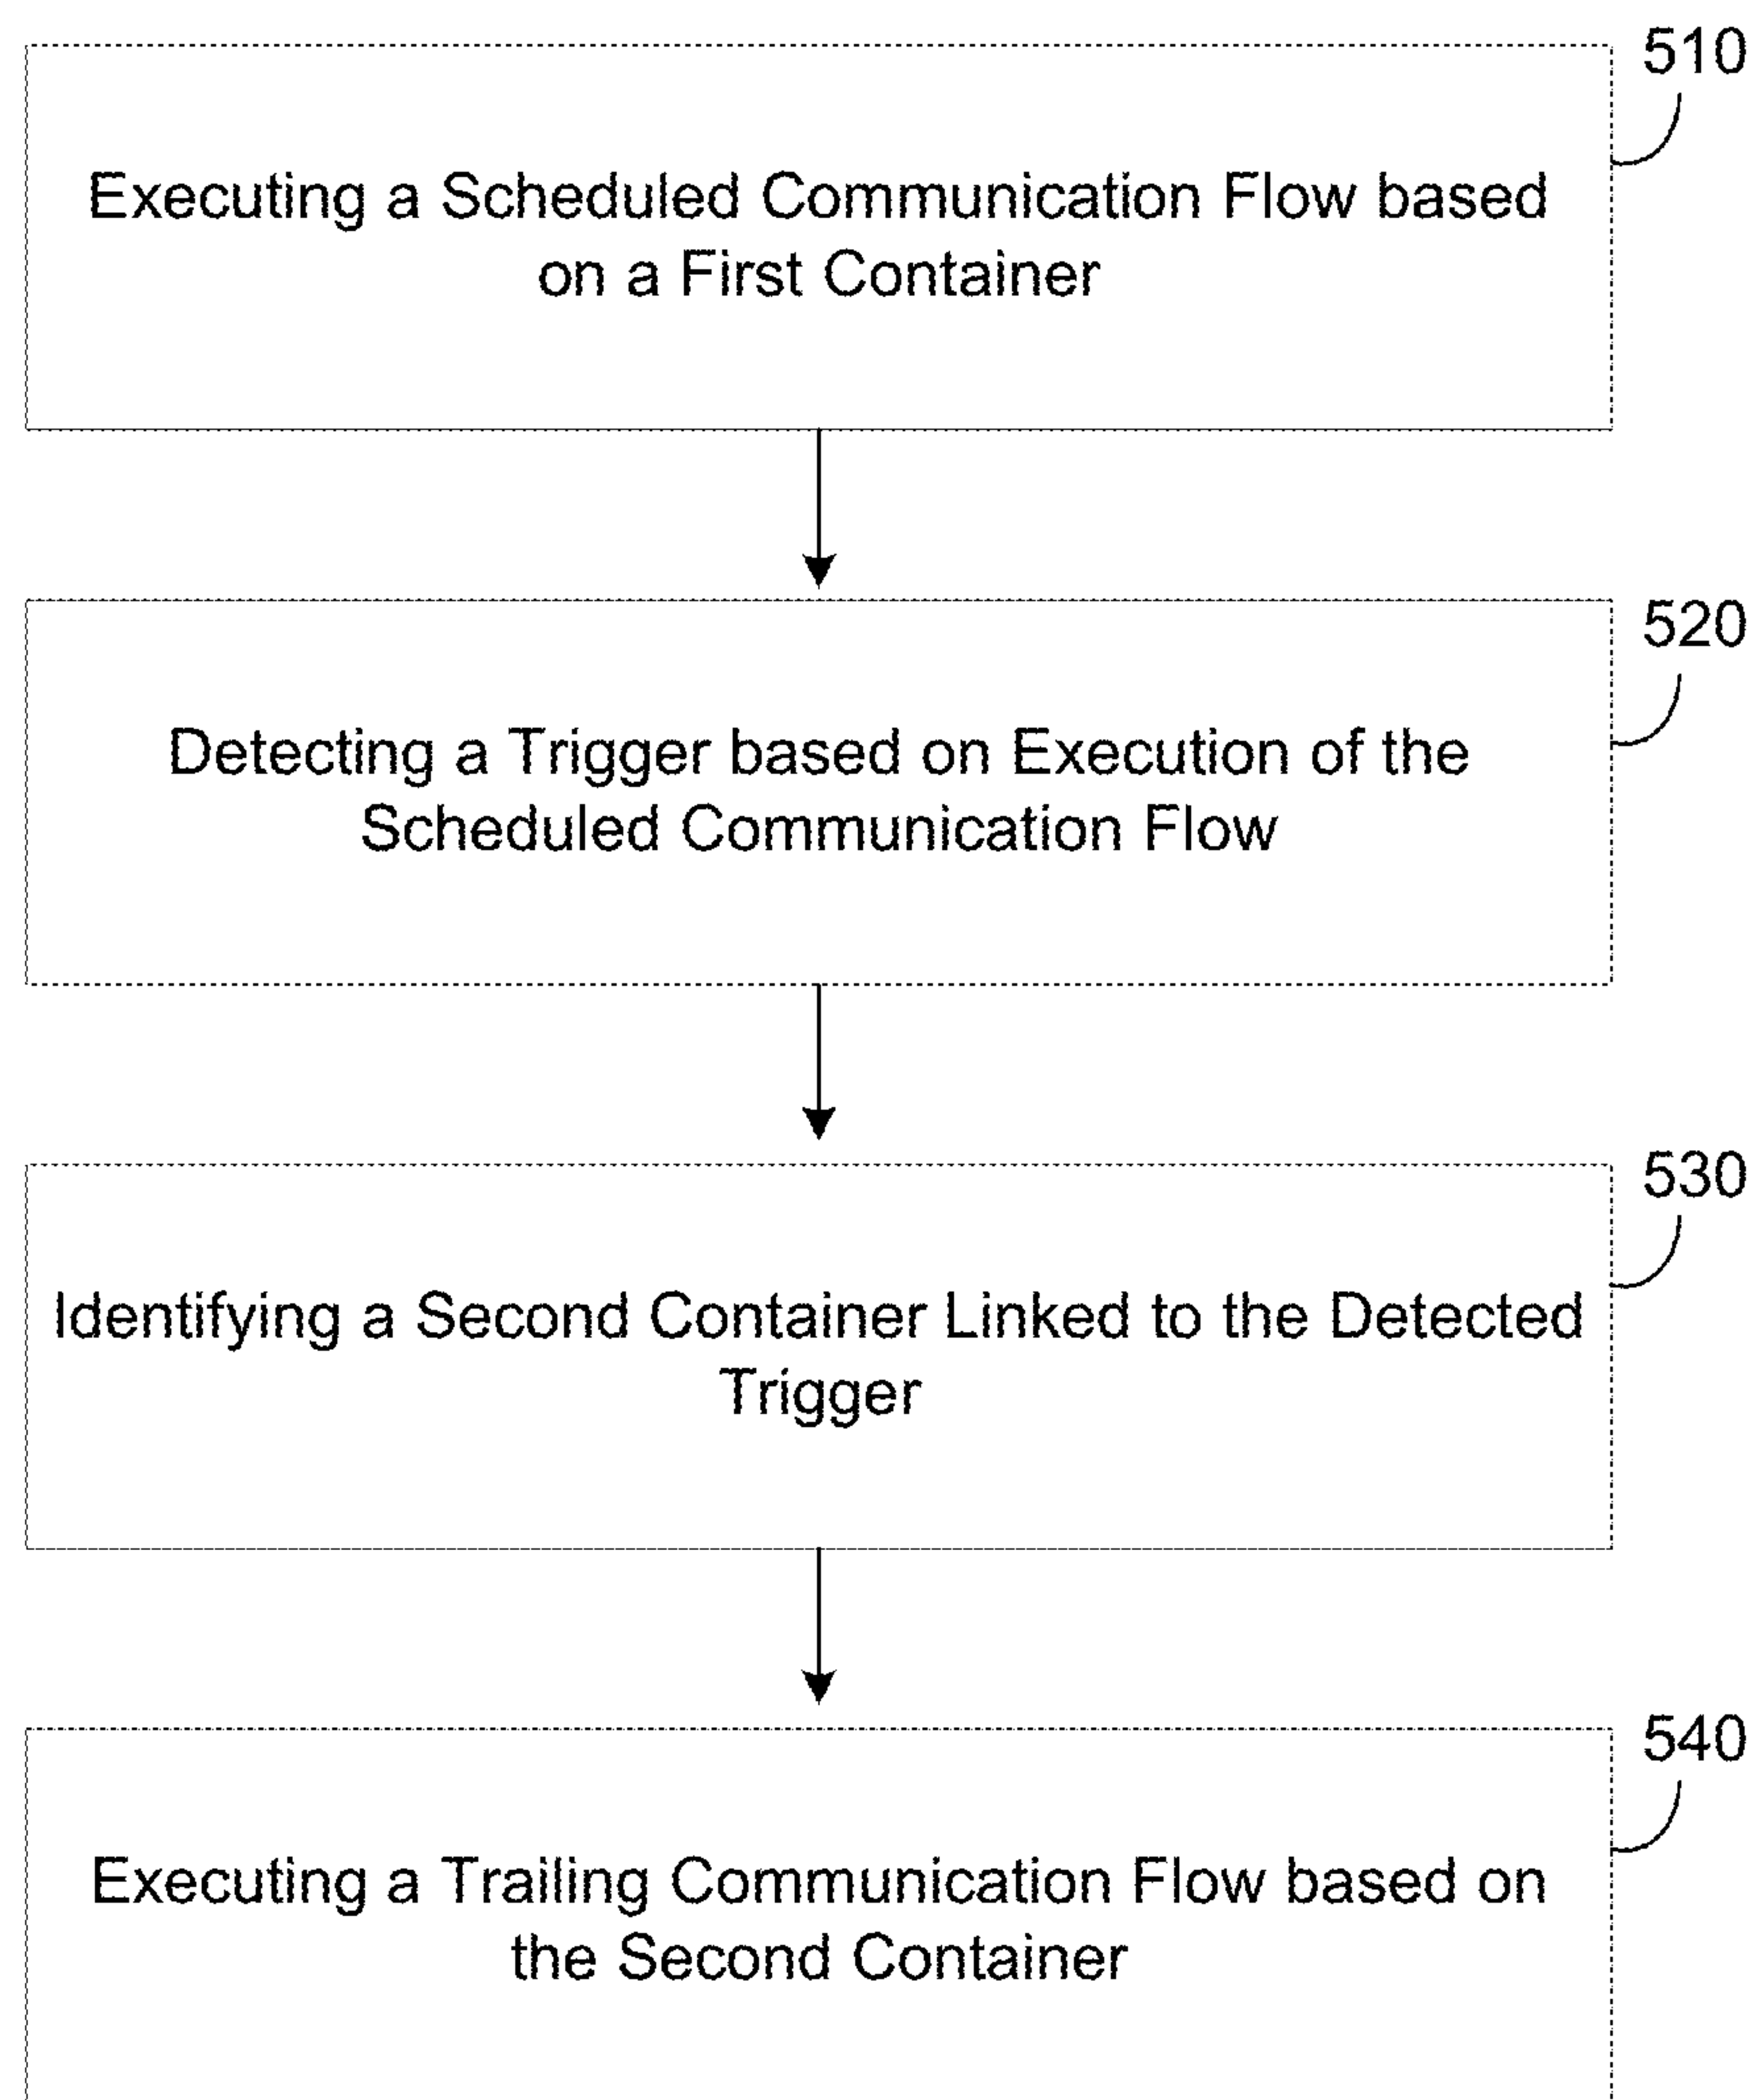 510
Executing a Scheduled Communication Flow based
on a First Container
520
Detecting a Trigger based on Execution of the
Scheduled Communication Flow
530
Identifying a Second Container Linked to the Detected
Trigger
540
Executing a Trailing Communication Flow based on
the Second Container